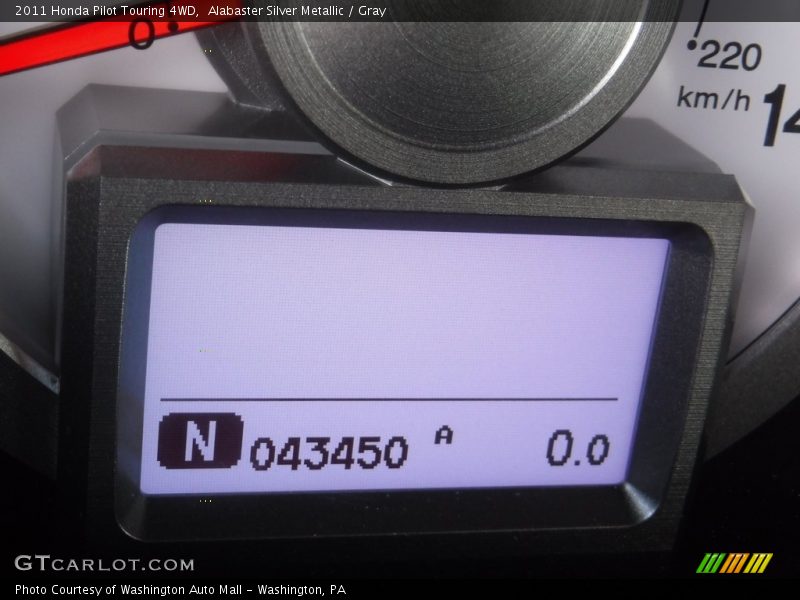 2011 Honda Pilot Touring 4WD,  Alabaster Silver Metallic / Gray
0
220
km/h
14
N 043450 A 0.0
GTCARLOT.COM
Photo Courtesy of Washington Auto Mall - Washington, PA